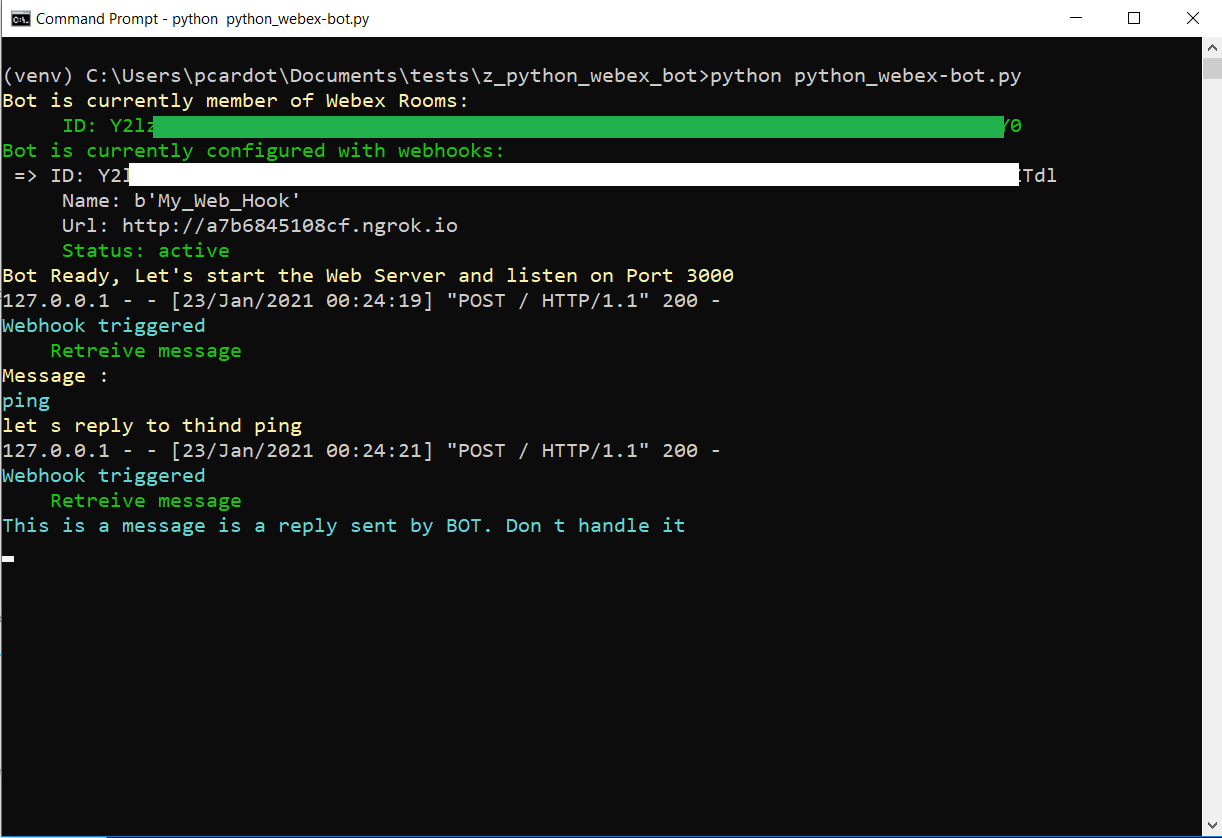 Command Prompt - python  python_webex-bot.py
(venv) C:\Users\pcardot\Documents\tests\z_python_webex_bot>python python_webex-bot.py
Bot is currently member of Webex Rooms:
ID: Y2lz /0
Bot is currently configured with webhooks:
=> ID: Y2l Tdl
Name: b'My_Web_Hook'
Url: http://a7b6845108cf.ngrok.io
Status: active
Bot Ready, Let's start the Web Server and listen on Port 3000
127.0.0.1 - - [23/Jan/2021 00:24:19] "POST / HTTP/1.1" 200 -
Webhook triggered
Retreive message
Message :
ping
let s reply to thind ping
127.0.0.1 - - [23/Jan/2021 00:24:21] "POST / HTTP/1.1" 200 -
Webhook triggered
Retreive message
This is a message is a reply sent by BOT. Don t handle it